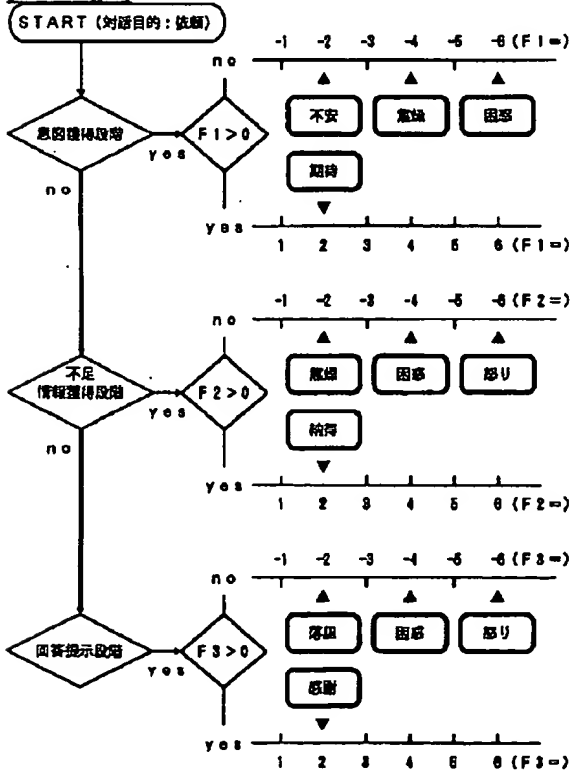 START (対話目的:依頼)
no
-1 -2 -3 -4 -5 -6 (F1=)
意図獲得段階
yes
F1>0
不安
焦燥
困惑
期待
no
yes
1 2 3 4 5 6 (F1=)
-1 -2 -3 -4 -5 -6 (F2=)
no
不足
情報獲得段階
yes
F2>0
焦燥
困惑
怒り
納得
no
yes
1 2 3 4 5 6 (F2=)
-1 -2 -3 -4 -5 -6 (F3=)
no
回答提示段階
yes
F3>0
落胆
困惑
怒り
感謝
yes
1 2 3 4 5 6 (F3=)